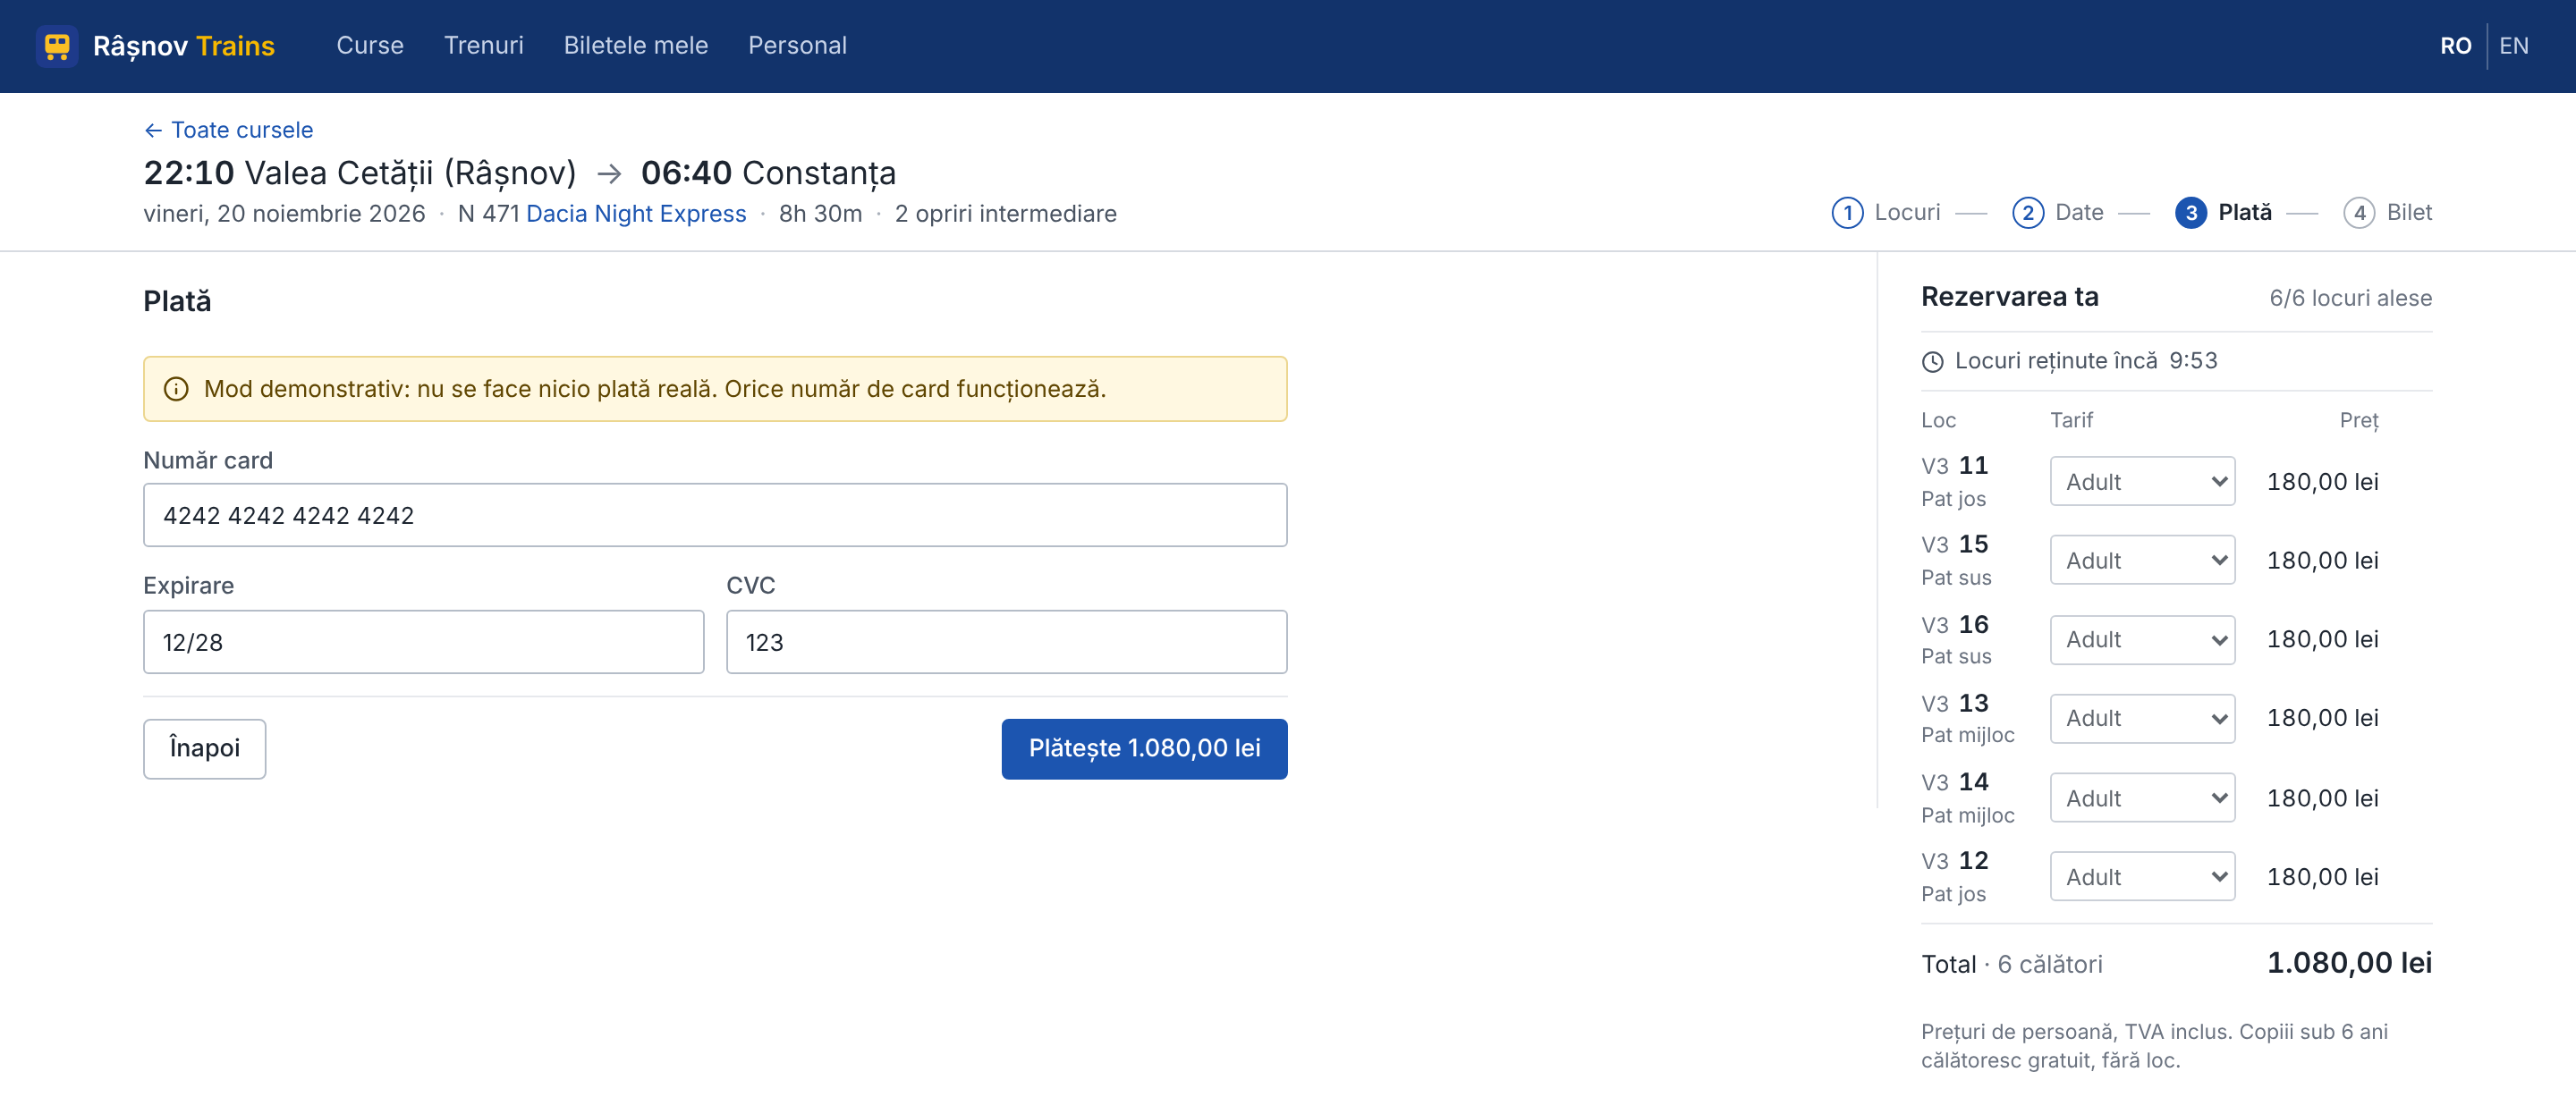 Râșnov Trains
Curse
Trenuri
Biletele mele
Personal
RO
EN
← Toate cursele
22:10 Valea Cetății (Râșnov) → 06:40 Constanța
vineri, 20 noiembrie 2026 · N 471 Dacia Night Express · 8h 30m · 2 opriri intermediare
1 Locuri — 2 Date — 3 Plată — 4 Bilet
Plată
Mod demonstrativ: nu se face nicio plată reală. Orice număr de card funcționează.
Număr card
4242 4242 4242 4242
Expirare
12/28
CVC
123
Înapoi
Plătește 1.080,00 lei
Rezervarea ta
6/6 locuri alese
Locuri reținute încă 9:53
Loc Tarif Preț
V3 11
Pat jos
Adult
180,00 lei
V3 15
Pat sus
Adult
180,00 lei
V3 16
Pat sus
Adult
180,00 lei
V3 13
Pat mijloc
Adult
180,00 lei
V3 14
Pat mijloc
Adult
180,00 lei
V3 12
Pat jos
Adult
180,00 lei
Total · 6 călători
1.080,00 lei
Prețuri de persoană, TVA inclus. Copiii sub 6 ani
călătoresc gratuit, fără loc.